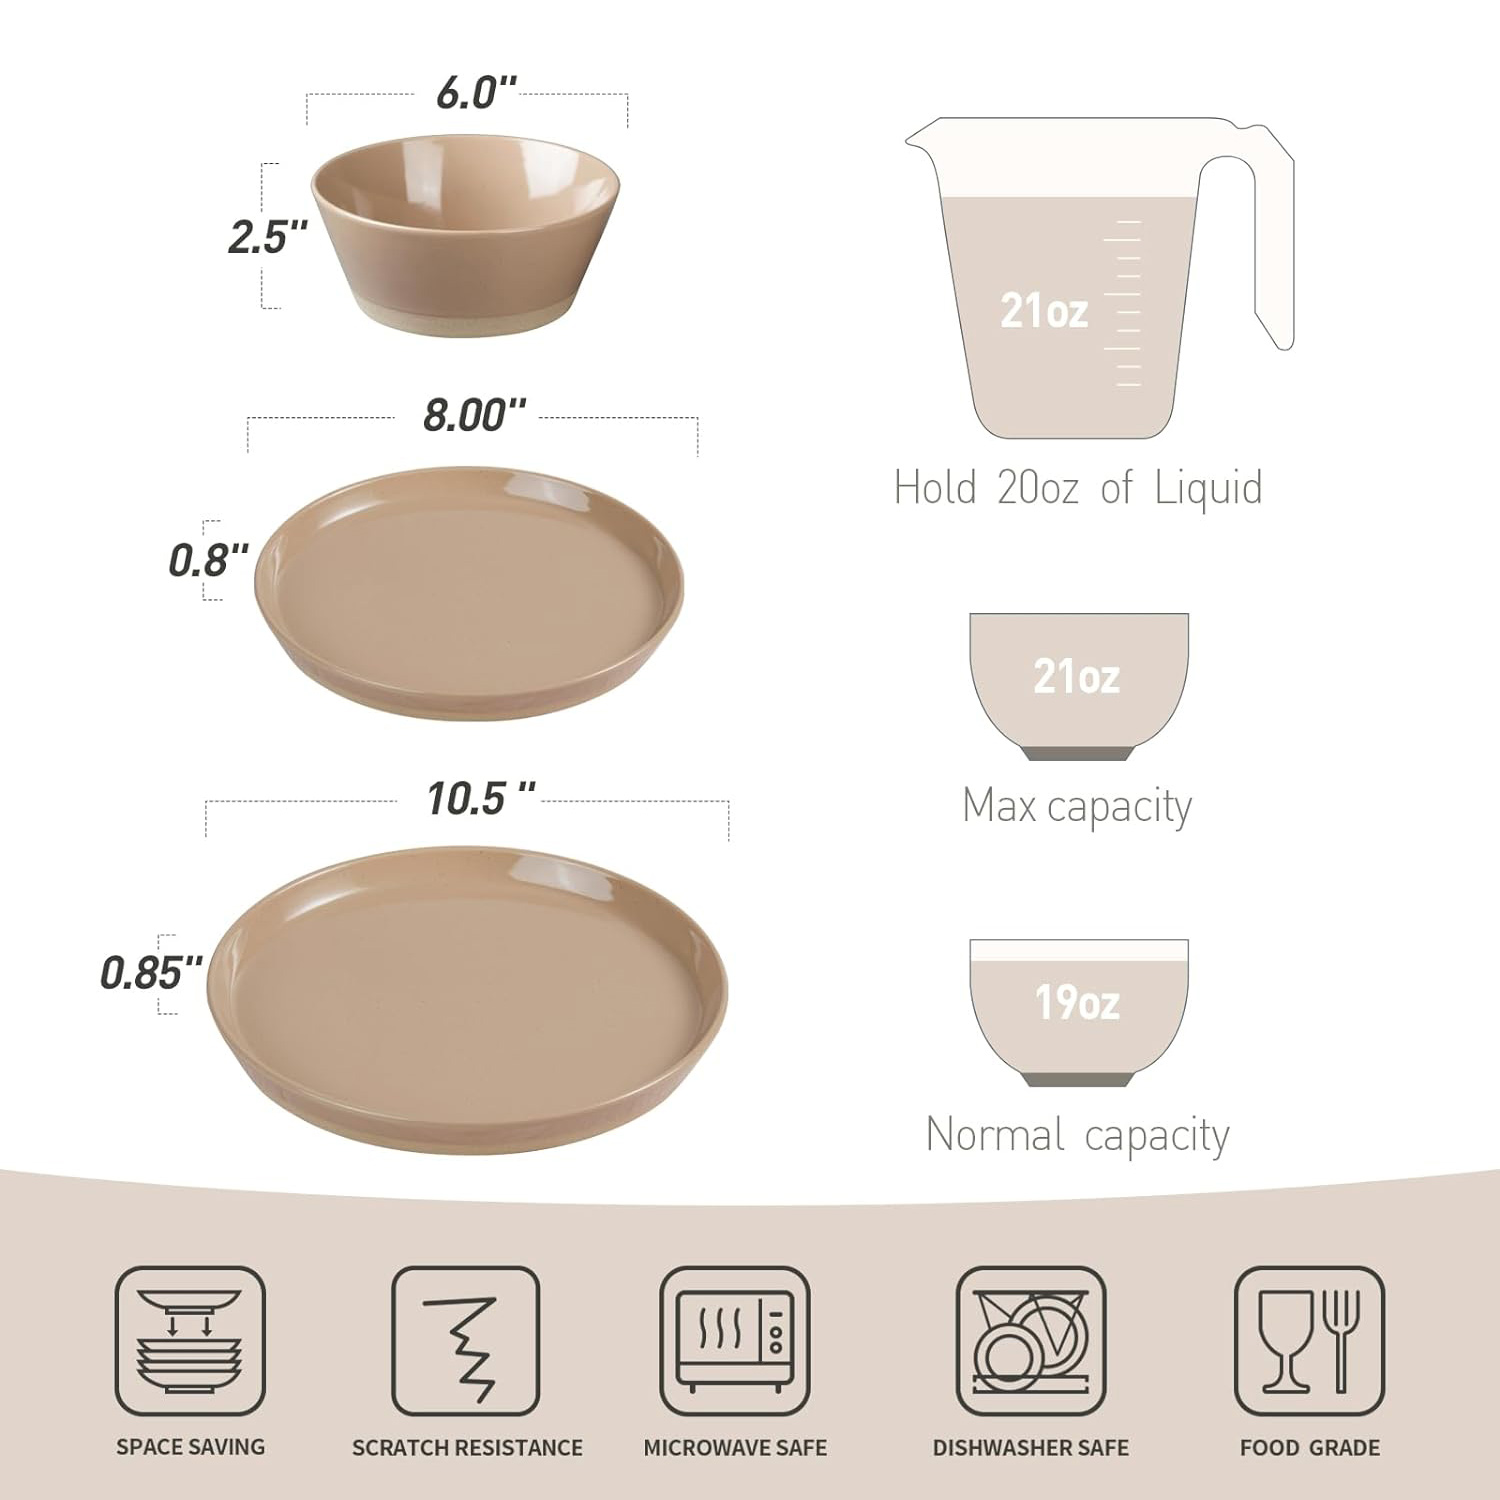 6.0"
2.5"
8.00"
0.8"
10.5 "
0.85"
21oz
Hold 20oz of Liquid
21oz
Max capacity
19oz
Normal capacity
SPACE SAVING
SCRATCH RESISTANCE
MICROWAVE SAFE
DISHWASHER SAFE
FOOD GRADE